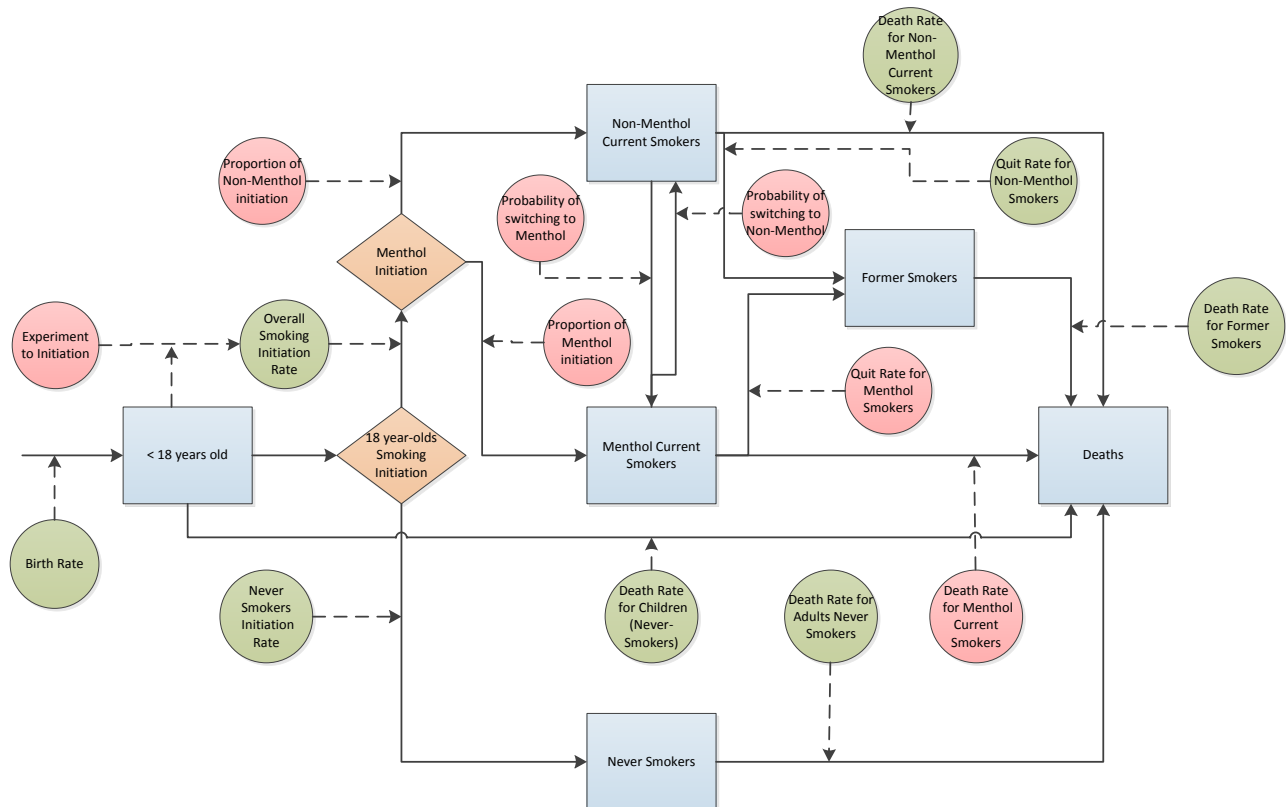 Death Rate
for Non-
Menthol
Current
Smokers
Non-Menthol
Current Smokers
Proportion of
Non-Menthol
initiation
Quit Rate for
Non-Menthol
Smokers
Probability of
switching to
Menthol
Probability of
switching to
Non-Menthol
Menthol
Initiation
Former Smokers
Experiment
to Initiation
Overall
Smoking
Initiation
Rate
Proportion of
Menthol
initiation
Death Rate
for Former
Smokers
Quit Rate for
Menthol
Smokers
< 18 years old
18 year-olds
Smoking
Initiation
Menthol Current
Smokers
Deaths
Birth Rate
Never
Smokers
Initiation
Rate
Death Rate
for Children
(Never-
Smokers)
Death Rate for
Adults Never
Smokers
Death Rate
for Menthol
Current
Smokers
Never Smokers